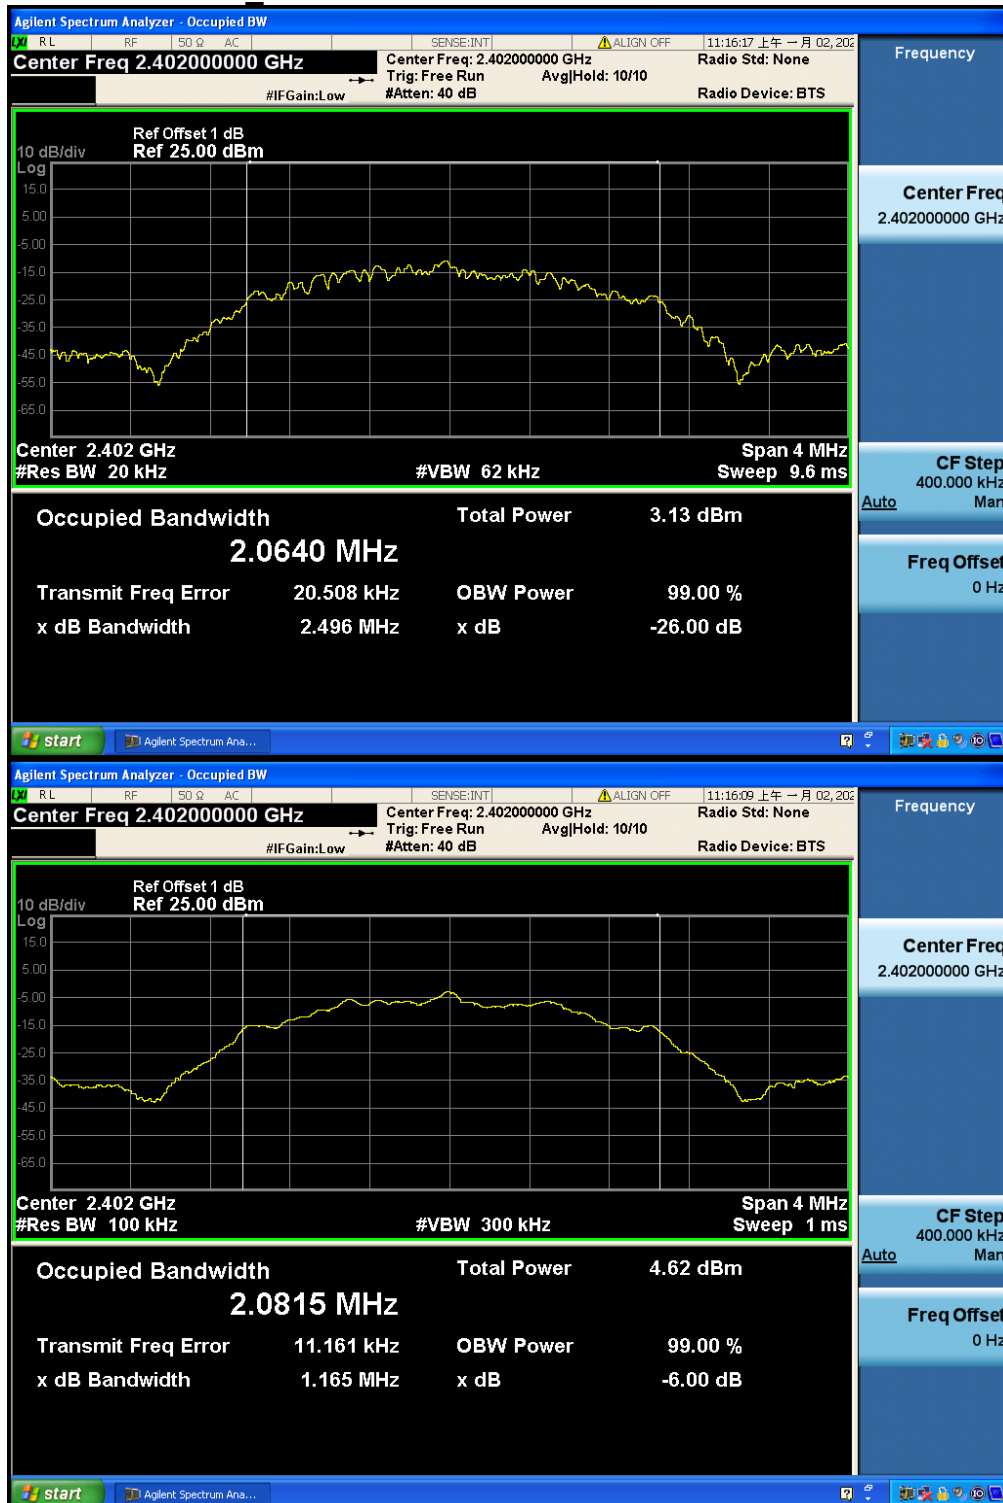 Agilent Spectrum Analyzer - Occupied BW
LXI RL RF 50 Ω AC SENSE:INT ALIGN OFF 11:16:17 上午 一月 02, 202
Center Freq 2.402000000 GHz
Center Freq: 2.402000000 GHz Radio Std: None
Trig: Free Run Avg|Hold: 10/10
#IFGain:Low #Atten: 40 dB Radio Device: BTS
Frequency
Ref Offset 1 dB
10 dB/div Ref 25.00 dBm
Log
15.0
5.00
-5.00
-15.0
-25.0
-35.0
-45.0
-55.0
-65.0
Center 2.402 GHz Span 4 MHz
#Res BW 20 kHz #VBW 62 kHz Sweep 9.6 ms
Center Freq
2.402000000 GHz
CF Step
400.000 kHz
Auto Man
Freq Offset
0 Hz
Occupied Bandwidth Total Power 3.13 dBm
2.0640 MHz
Transmit Freq Error 20.508 kHz OBW Power 99.00 %
x dB Bandwidth 2.496 MHz x dB -26.00 dB
start Agilent Spectrum Ana...
Agilent Spectrum Analyzer - Occupied BW
LXI RL RF 50 Ω AC SENSE:INT ALIGN OFF 11:16:09 上午 一月 02, 202
Center Freq 2.402000000 GHz
Center Freq: 2.402000000 GHz Radio Std: None
Trig: Free Run Avg|Hold: 10/10
#IFGain:Low #Atten: 40 dB Radio Device: BTS
Frequency
Ref Offset 1 dB
10 dB/div Ref 25.00 dBm
Log
15.0
5.00
-5.00
-15.0
-25.0
-35.0
-45.0
-55.0
-65.0
Center 2.402 GHz Span 4 MHz
#Res BW 100 kHz #VBW 300 kHz Sweep 1 ms
Center Freq
2.402000000 GHz
CF Step
400.000 kHz
Auto Man
Freq Offset
0 Hz
Occupied Bandwidth Total Power 4.62 dBm
2.0815 MHz
Transmit Freq Error 11.161 kHz OBW Power 99.00 %
x dB Bandwidth 1.165 MHz x dB -6.00 dB
start Agilent Spectrum Ana...